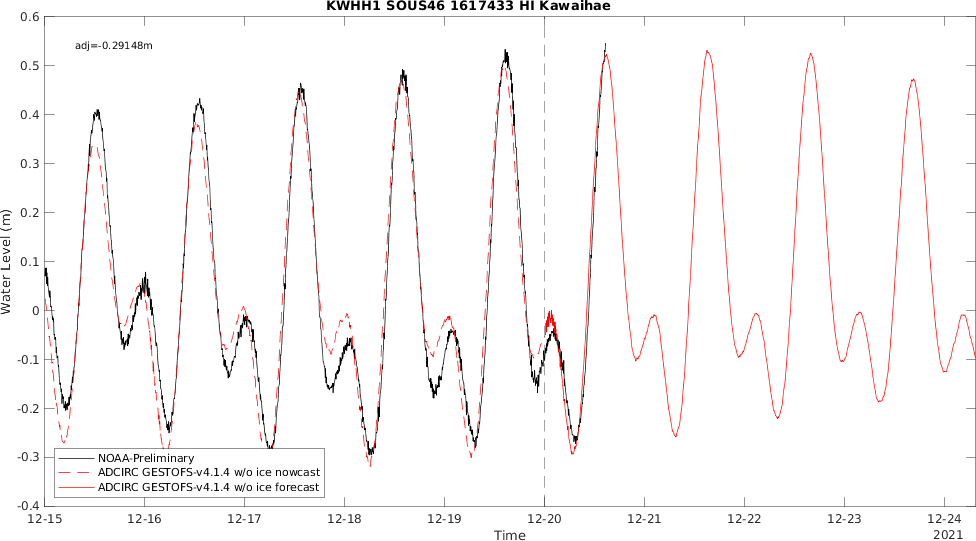 KWHH1 SOUS46 1617433 HI Kawaihae
adj=-0.29148m
Water Level (m)
0.6
0.5
0.4
0.3
0.2
0.1
0
-0.1
-0.2
-0.3
-0.4
NOAA-Preliminary
ADCIRC GESTOFS-v4.1.4 w/o ice nowcast
ADCIRC GESTOFS-v4.1.4 w/o ice forecast
12-15 12-16 12-17 12-18 12-19 12-20 12-21 12-22 12-23 12-24
Time
2021